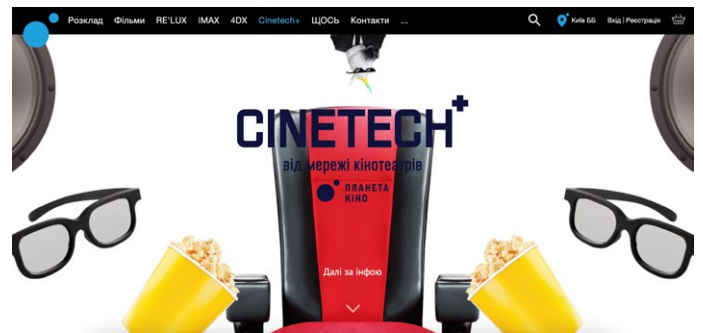 Розклад Фільми RE'LUX IMAX 4DX Cinetech+ ЩОСЬ Контакти ... Київ ББ Вхід | Реєстрація
CINETECH+
від мережі кінотеатрів
ПЛАНЕТА
КІНО
Далі за інфою